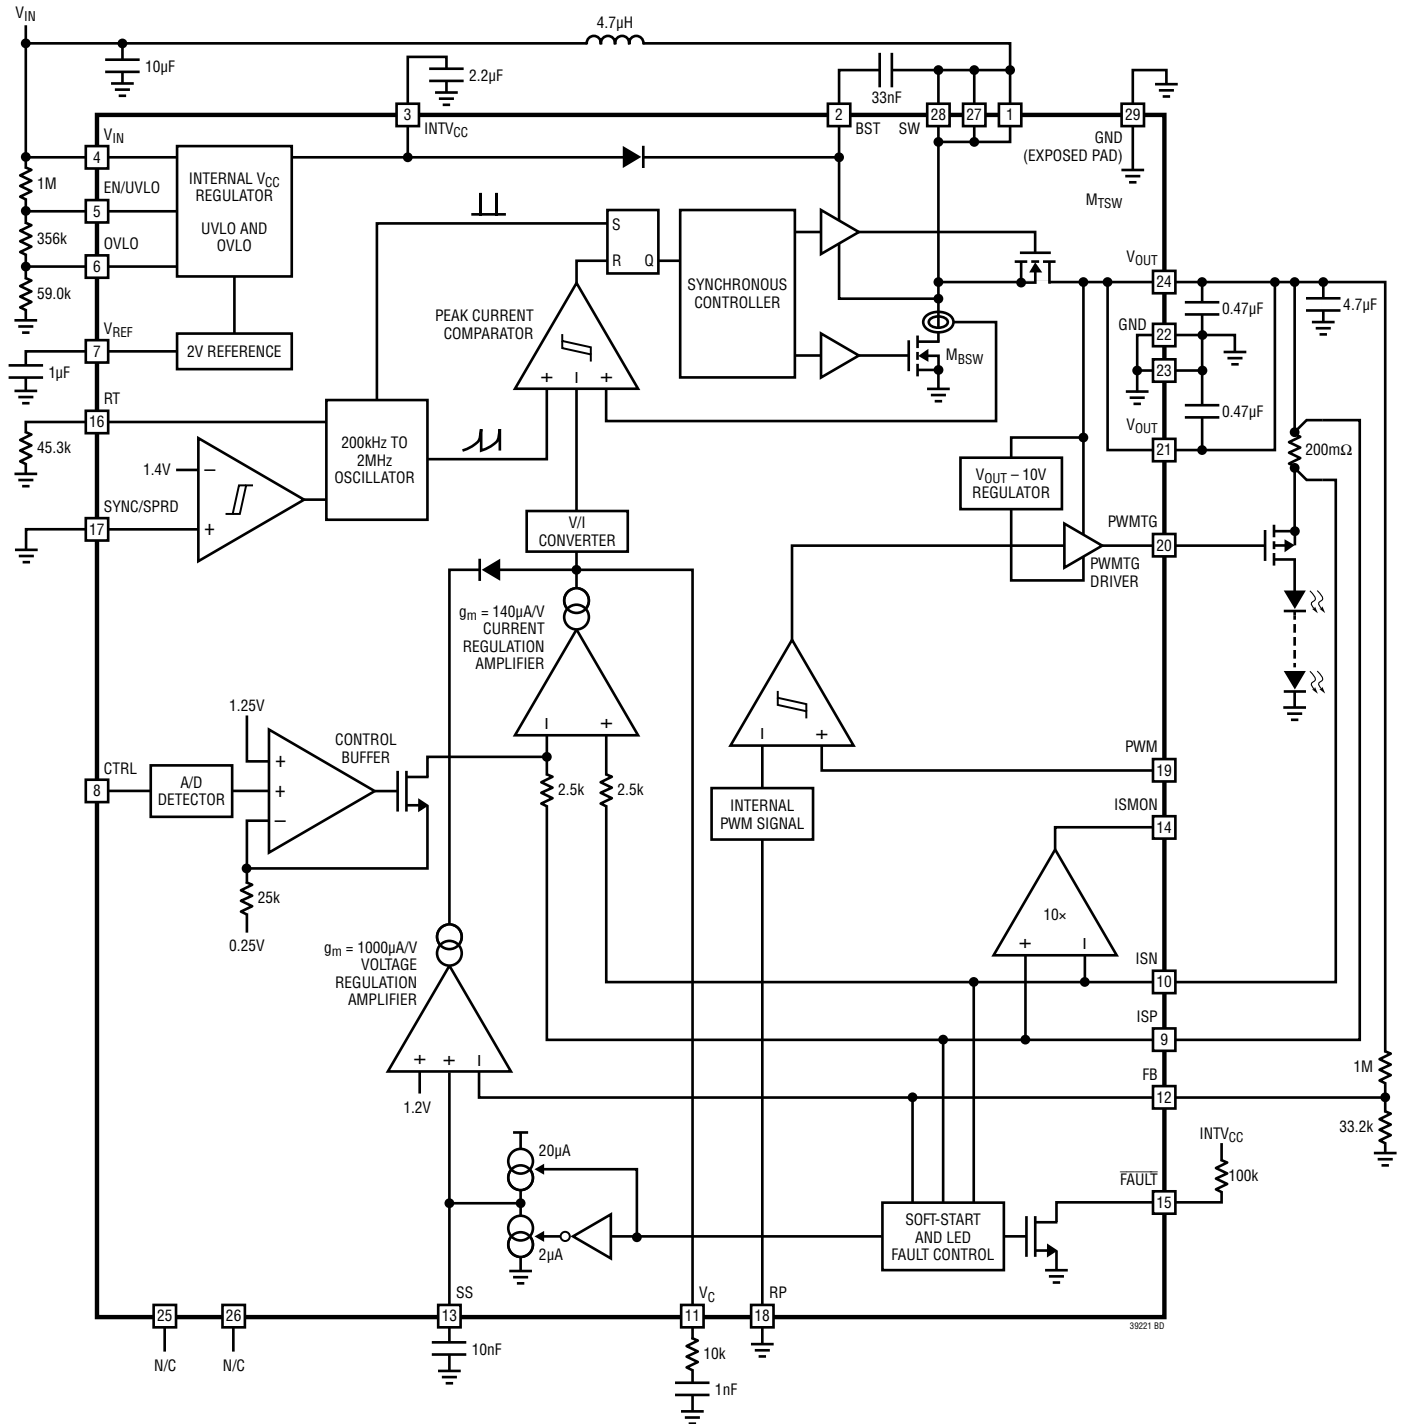 VIN
4.7µH
10µF
2.2µF
33nF
3
INTVCC
2
BST
SW
28
27
1
29
GND
(EXPOSED PAD)
VIN
4
1M
EN/UVLO
5
356k
OVLO
6
59.0k
INTERNAL VCC
REGULATOR
UVLO AND
OVLO
VREF
7
1µF
2V REFERENCE
RT
16
45.3k
1.4V
–
SYNC/SPRD
17
+
200kHz TO
2MHz
OSCILLATOR
PEAK CURRENT
COMPARATOR
+
–
+
S
R
Q
SYNCHRONOUS
CONTROLLER
MTSW
MBSW
VOUT
24
0.47µF
4.7µF
GND
22
23
0.47µF
VOUT
21
200mΩ
VOUT – 10V
REGULATOR
PWMTG
20
PWMTG
DRIVER
V/I
CONVERTER
gm = 140µA/V
CURRENT
REGULATION
AMPLIFIER
–
+
2.5k
2.5k
1.25V
CONTROL
BUFFER
CTRL
8
A/D
DETECTOR
+
+
–
25k
0.25V
–
+
INTERNAL
PWM SIGNAL
PWM
19
ISMON
14
10×
+
–
ISN
10
ISP
9
FB
12
1M
33.2k
gm = 1000µA/V
VOLTAGE
REGULATION
AMPLIFIER
+
+
–
1.2V
20µA
2µA
SOFT-START
AND LED
FAULT CONTROL
FAULT
15
INTVCC
100k
25
N/C
26
N/C
SS
13
10nF
VC
11
10k
1nF
RP
18
39221 BD